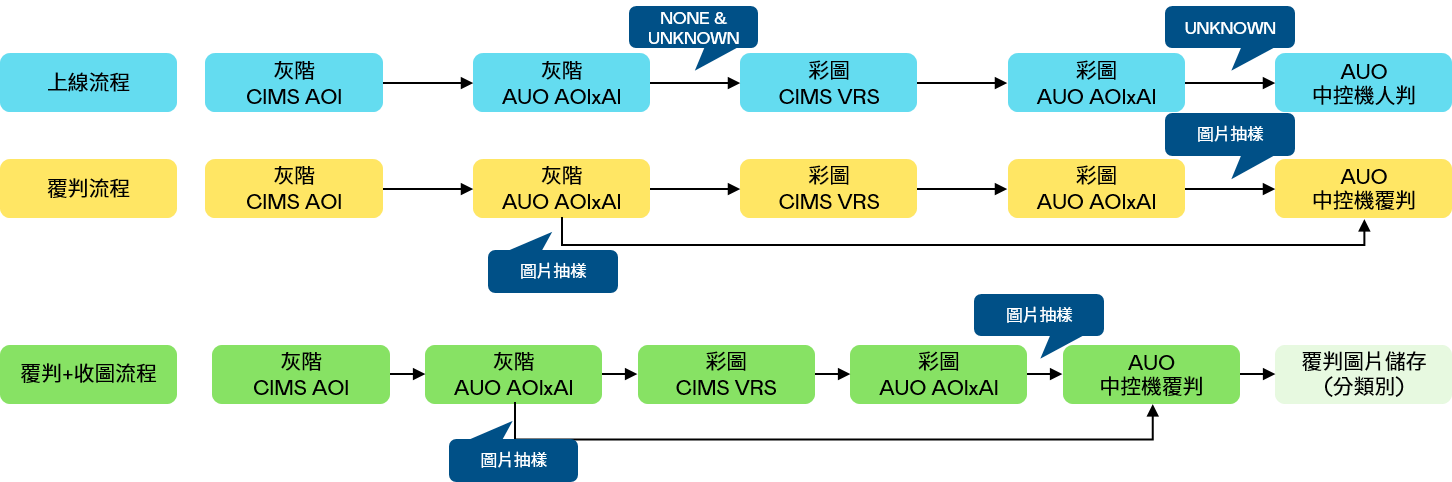 NONE &
UNKNOWN
UNKNOWN
上線流程
灰階
CIMS AOI
灰階
AUO AOIxAI
彩圖
CIMS VRS
彩圖
AUO AOIxAI
AUO
中控機人判
圖片抽樣
覆判流程
灰階
CIMS AOI
灰階
AUO AOIxAI
彩圖
CIMS VRS
彩圖
AUO AOIxAI
AUO
中控機覆判
圖片抽樣
圖片抽樣
覆判+收圖流程
灰階
CIMS AOI
灰階
AUO AOIxAI
彩圖
CIMS VRS
彩圖
AUO AOIxAI
AUO
中控機覆判
覆判圖片儲存
(分類別)
圖片抽樣